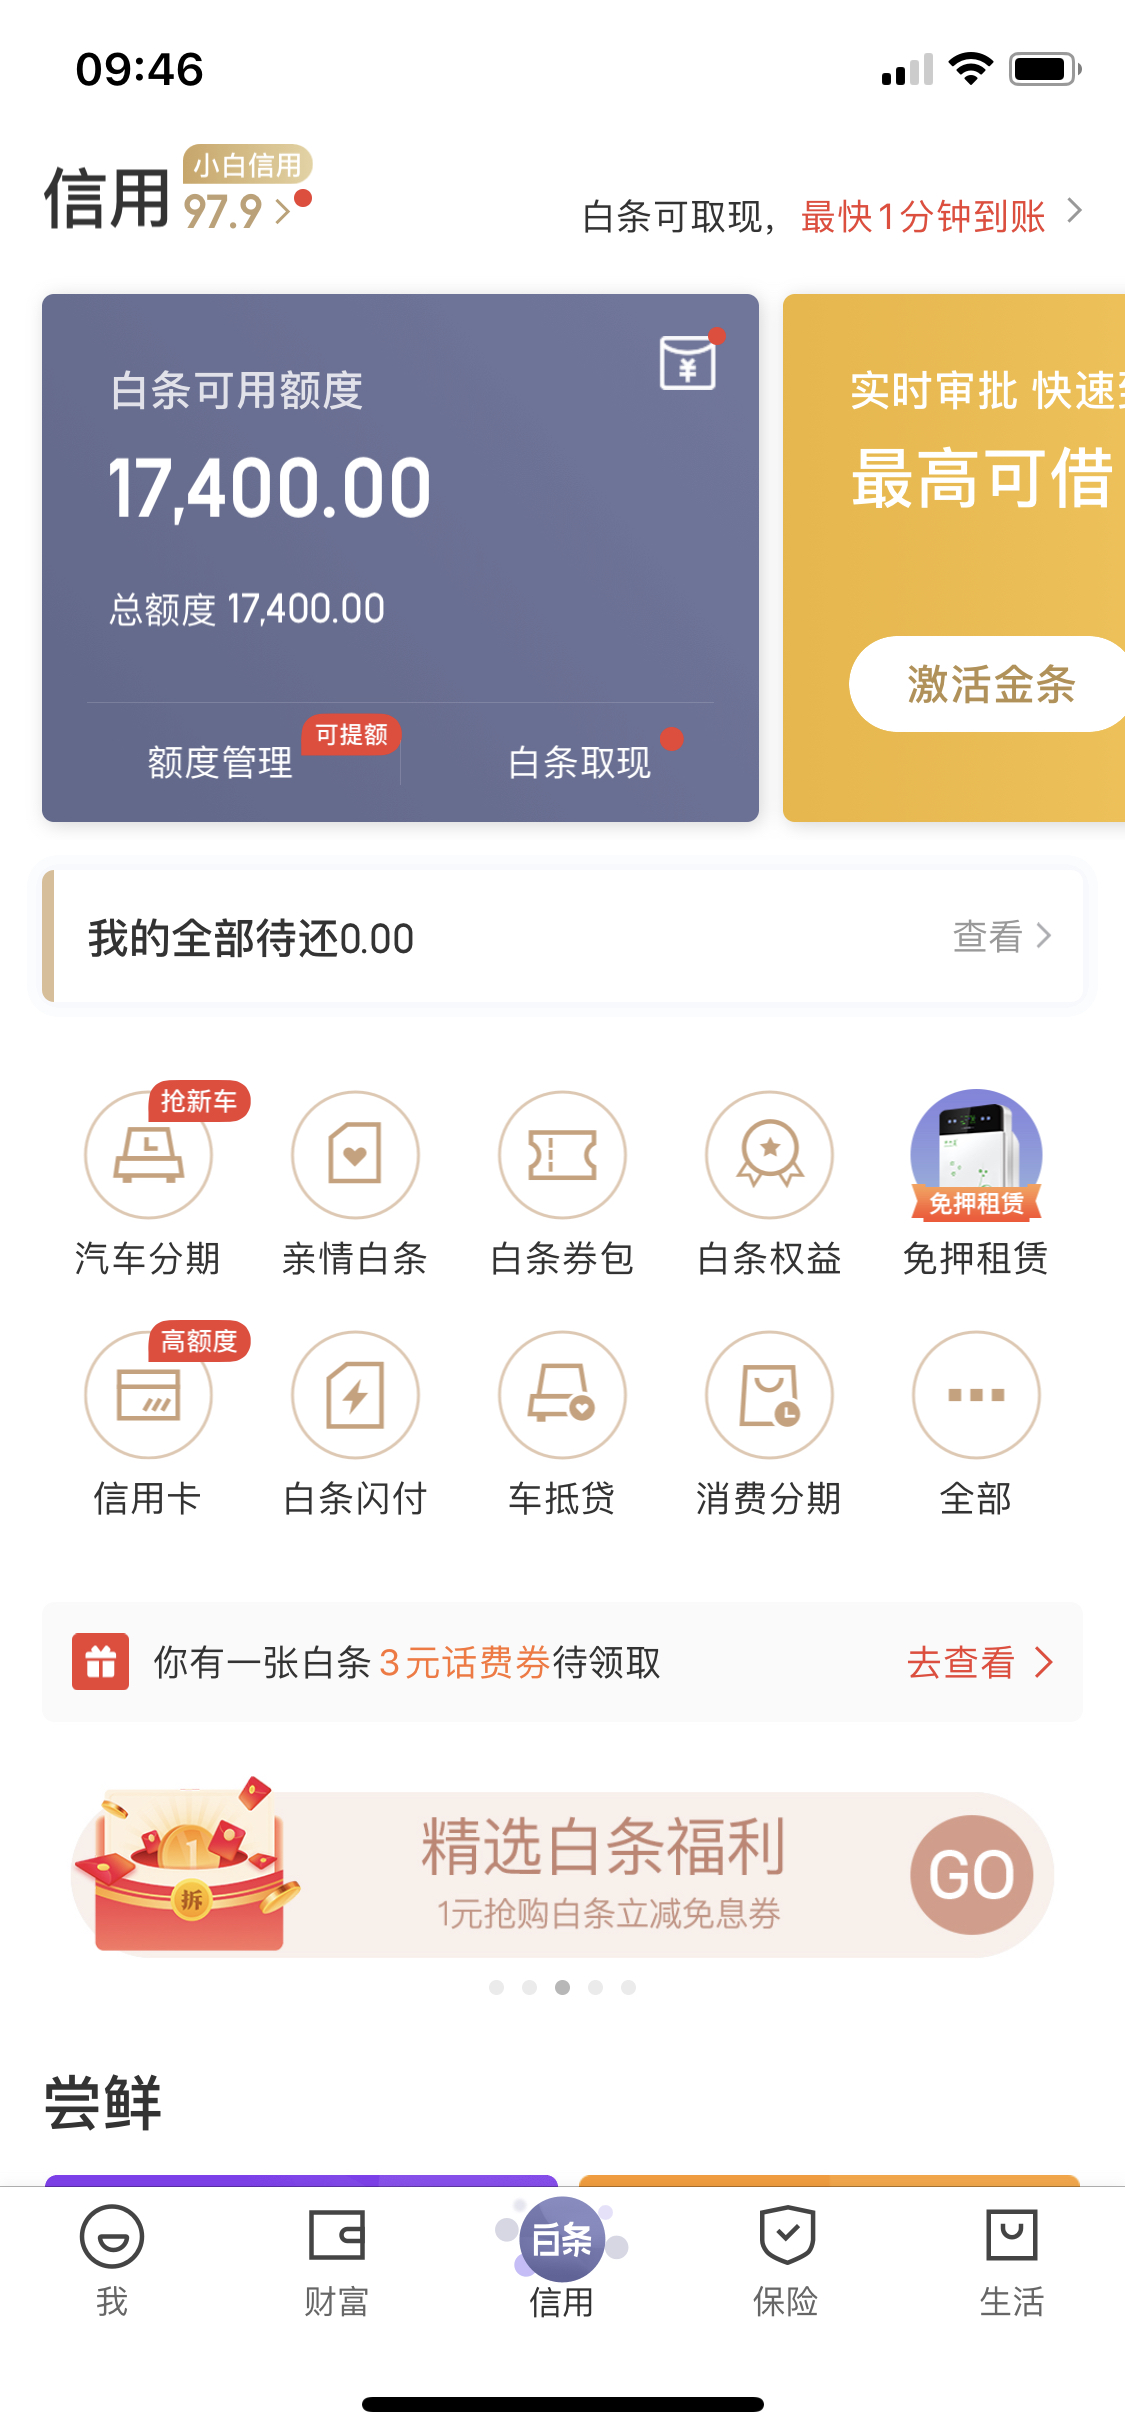 09:46
信用
小白信用
97.9
白条可取现，最快1分钟到账
白条可用额度
17,400.00
总额度 17,400.00
额度管理
可提额
白条取现
实时审批 快速
最高可借
激活金条
我的全部待还0.00
查看
抢新车
汽车分期
亲情白条
白条券包
白条权益
免押租赁
免押租赁
高额度
信用卡
白条闪付
车抵贷
消费分期
全部
你有一张白条3元话费券待领取
去查看
1
拆
精选白条福利
1元抢购白条立减免息券
GO
尝鲜
我
财富
白条
信用
保险
生活